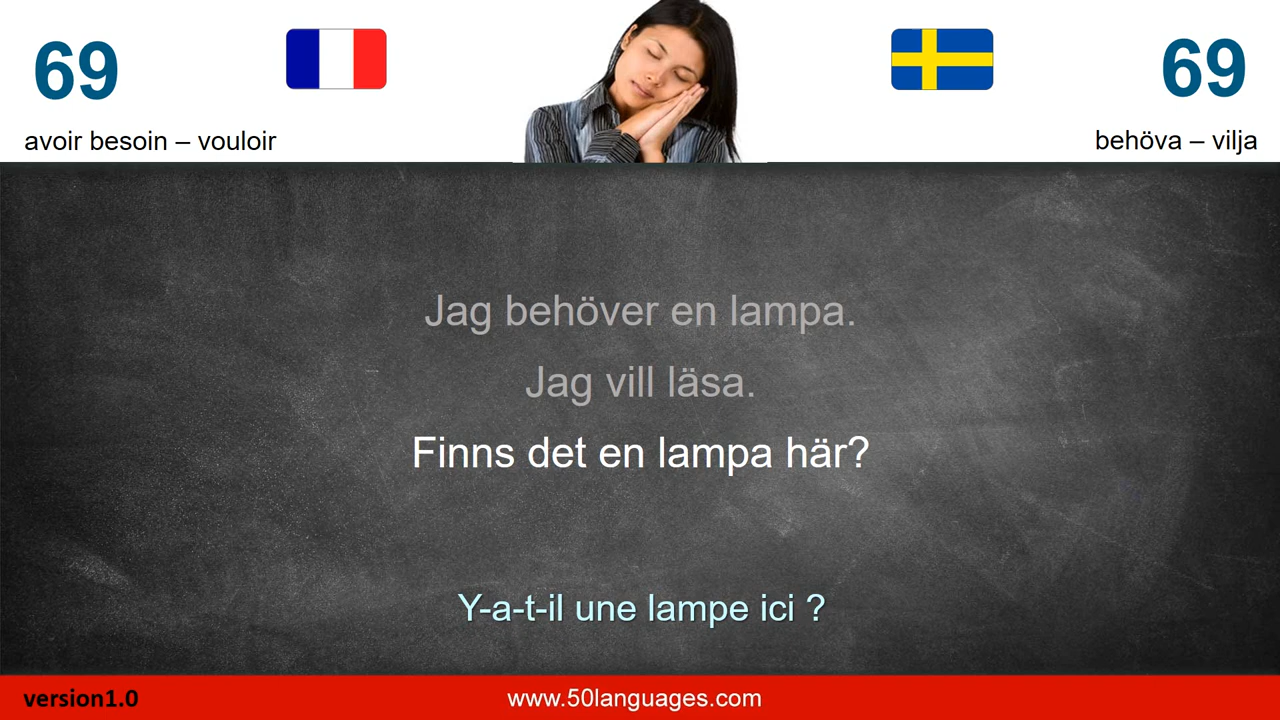 69
69
avoir besoin – vouloir
behöva – vilja
Jag behöver en lampa.
Jag vill läsa.
Finns det en lampa här?
Y-a-t-il une lampe ici ?
version1.0
www.50languages.com